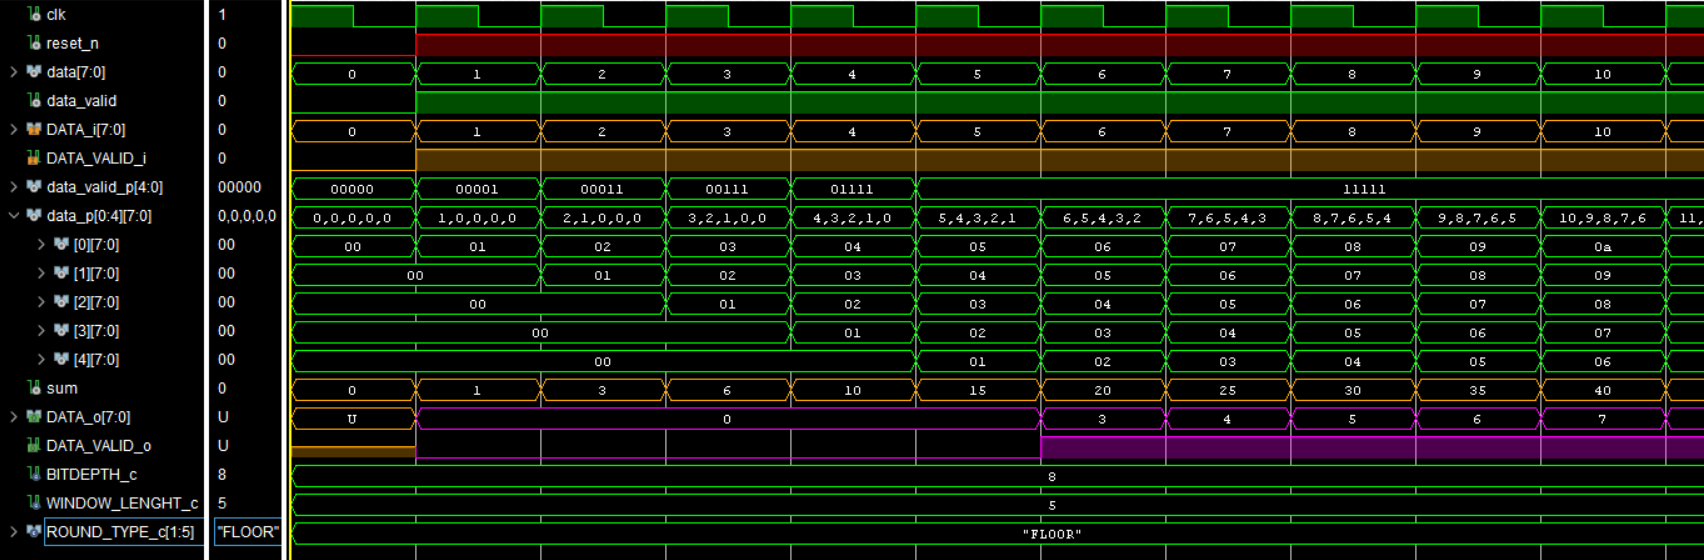 clk 1
reset_n 0
data[7:0] 0 0 1 2 3 4 5 6 7 8 9 10
data_valid 0
DATA_i[7:0] 0 0 1 2 3 4 5 6 7 8 9 10
DATA_VALID_i 0
data_valid_p[4:0] 00000 00000 00001 00011 00111 01111 11111
data_p[0:4][7:0] 0,0,0,0,0 0,0,0,0,0 1,0,0,0,0 2,1,0,0,0 3,2,1,0,0 4,3,2,1,0 5,4,3,2,1 6,5,4,3,2 7,6,5,4,3 8,7,6,5,4 9,8,7,6,5 10,9,8,7,6 11,
[0][7:0] 00 00 01 02 03 04 05 06 07 08 09 0a
[1][7:0] 00 00 01 02 03 04 05 06 07 08 09
[2][7:0] 00 00 01 02 03 04 05 06 07 08
[3][7:0] 00 00 01 02 03 04 05 06 07
[4][7:0] 00 00 01 02 03 04 05 06
sum 0 0 1 3 6 10 15 20 25 30 35 40
DATA_o[7:0] U U 0 3 4 5 6 7
DATA_VALID_o U
BITDEPTH_c 8 8
WINDOW_LENGHT_c 5 5
ROUND_TYPE_c[1:5] "FLOOR" "FLOOR"